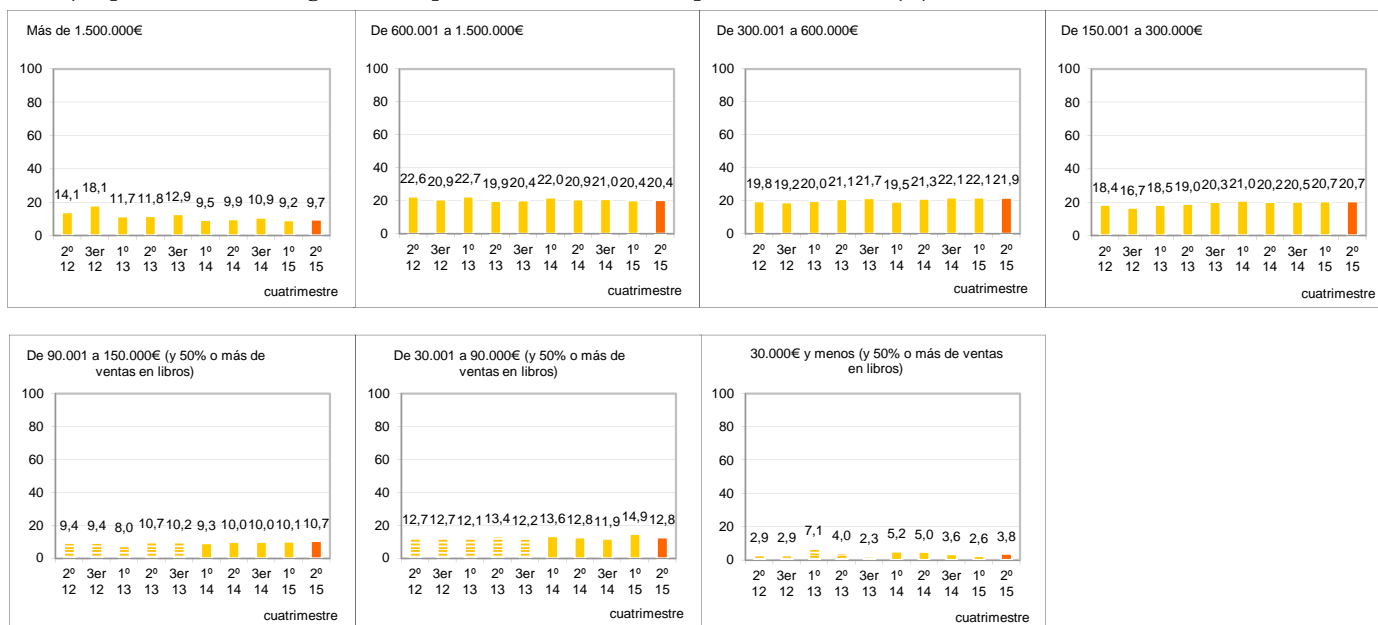 Más de 1.500.000€
100
80
60
40
20
0
14,1 18,1 11,7 11,8 12,9 9,5 9,9 10,9 9,2 9,7
2º 3er 1º 2º 3er 1º 2º 3er 1º 2º
12 12 13 13 13 14 14 14 15 15
cuatrimestre
De 600.001 a 1.500.000€
100
80
60
40
20
0
22,6 20,9 22,7 19,9 20,4 22,0 20,9 21,0 20,4 20,4
2º 3er 1º 2º 3er 1º 2º 3er 1º 2º
12 12 13 13 13 14 14 14 15 15
cuatrimestre
De 300.001 a 600.000€
100
80
60
40
20
0
19,8 19,2 20,0 21,1 21,7 19,5 21,3 22,1 22,1 21,9
2º 3er 1º 2º 3er 1º 2º 3er 1º 2º
12 12 13 13 13 14 14 14 15 15
cuatrimestre
De 150.001 a 300.000€
100
80
60
40
20
0
18,4 16,7 18,5 19,0 20,3 21,0 20,2 20,5 20,7 20,7
2º 3er 1º 2º 3er 1º 2º 3er 1º 2º
12 12 13 13 13 14 14 14 15 15
cuatrimestre
De 90.001 a 150.000€ (y 50% o más de
ventas en libros)
100
80
60
40
20
0
9,4 9,4 8,0 10,7 10,2 9,3 10,0 10,0 10,1 10,7
2º 3er 1º 2º 3er 1º 2º 3er 1º 2º
12 12 13 13 13 14 14 14 15 15
cuatrimestre
De 30.001 a 90.000€ (y 50% o más de
ventas en libros)
100
80
60
40
20
0
12,7 12,7 12,1 13,4 12,2 13,6 12,8 11,9 14,9 12,8
2º 3er 1º 2º 3er 1º 2º 3er 1º 2º
12 12 13 13 13 14 14 14 15 15
cuatrimestre
30.000€ y menos (y 50% o más de ventas
en libros)
100
80
60
40
20
0
2,9 2,9 7,1 4,0 2,3 5,2 5,0 3,6 2,6 3,8
2º 3er 1º 2º 3er 1º 2º 3er 1º 2º
12 12 13 13 13 14 14 14 15 15
cuatrimestre